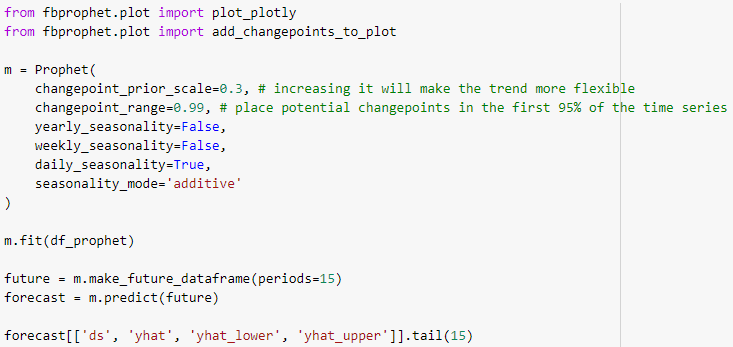 from fbprophet.plot import plot_plotly
from fbprophet.plot import add_changepoints_to_plot
m = Prophet(
    changepoint_prior_scale=0.3, # increasing it will make the trend more flexible
    changepoint_range=0.99, # place potential changepoints in the first 95% of the time series
    yearly_seasonality=False,
    weekly_seasonality=False,
    daily_seasonality=True,
    seasonality_mode='additive'
)
m.fit(df_prophet)
future = m.make_future_dataframe(periods=15)
forecast = m.predict(future)
forecast[['ds', 'yhat', 'yhat_lower', 'yhat_upper']].tail(15)